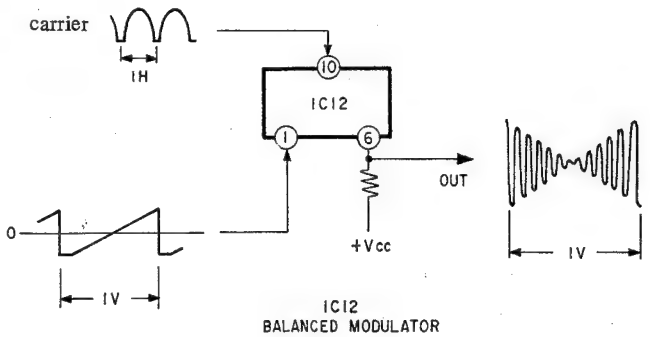 carrier
1H
10
IC12
1
6
OUT
0
+Vcc
1V
1V
IC12
BALANCED MODULATOR